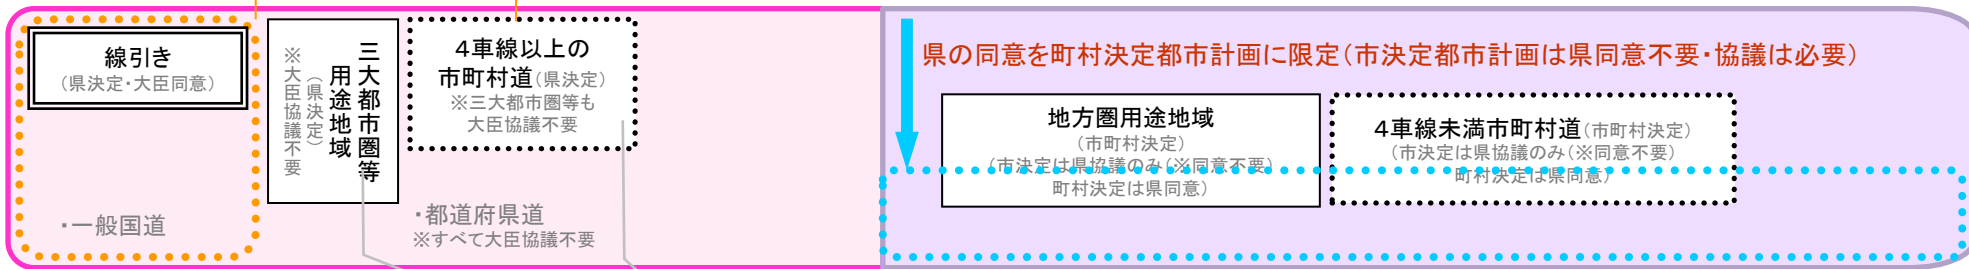 線引き
(県決定・大臣同意)
・一般国道
三大都市圏等
用途地域
(県決定)
※大臣協議不要
4車線以上の
市町村道(県決定)
※三大都市圏等も
大臣協議不要
・都道府県道
※すべて大臣協議不要
県の同意を町村決定都市計画に限定(市決定都市計画は県同意不要・協議は必要)
地方圏用途地域
(市町村決定)
(市決定は県協議のみ(※同意不要)
町村決定は県同意)
4車線未満市町村道(市町村決定)
(市決定は県協議のみ(※同意不要)
町村決定は県同意)